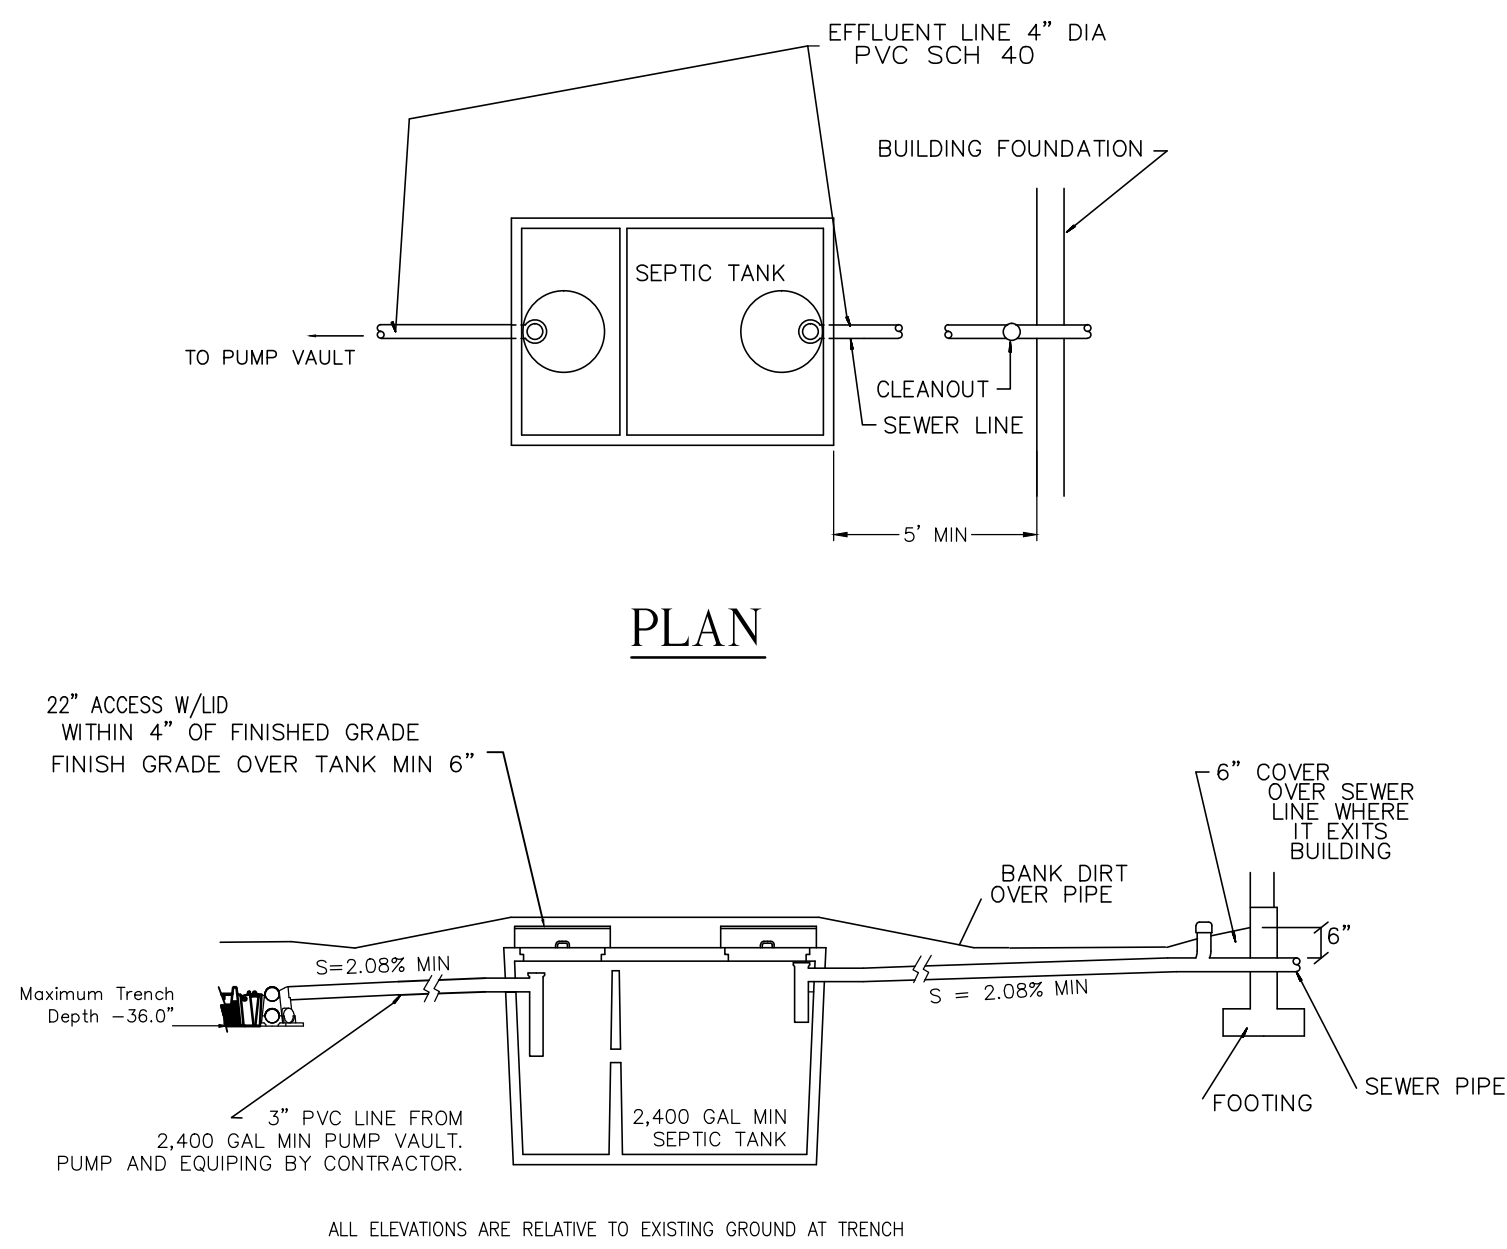 EFFLUENT LINE 4" DIA
PVC SCH 40
BUILDING FOUNDATION
SEPTIC TANK
TO PUMP VAULT
CLEANOUT
SEWER LINE
5' MIN
PLAN
22" ACCESS W/LID
WITHIN 4" OF FINISHED GRADE
FINISH GRADE OVER TANK MIN 6"
6" COVER
OVER SEWER
LINE WHERE
IT EXITS
BUILDING
BANK DIRT
OVER PIPE
6"
S=2.08% MIN
S = 2.08% MIN
Maximum Trench
Depth -36.0"
SEWER PIPE
FOOTING
3" PVC LINE FROM
2,400 GAL MIN PUMP VAULT.
PUMP AND EQUIPING BY CONTRACTOR.
2,400 GAL MIN
SEPTIC TANK
ALL ELEVATIONS ARE RELATIVE TO EXISTING GROUND AT TRENCH